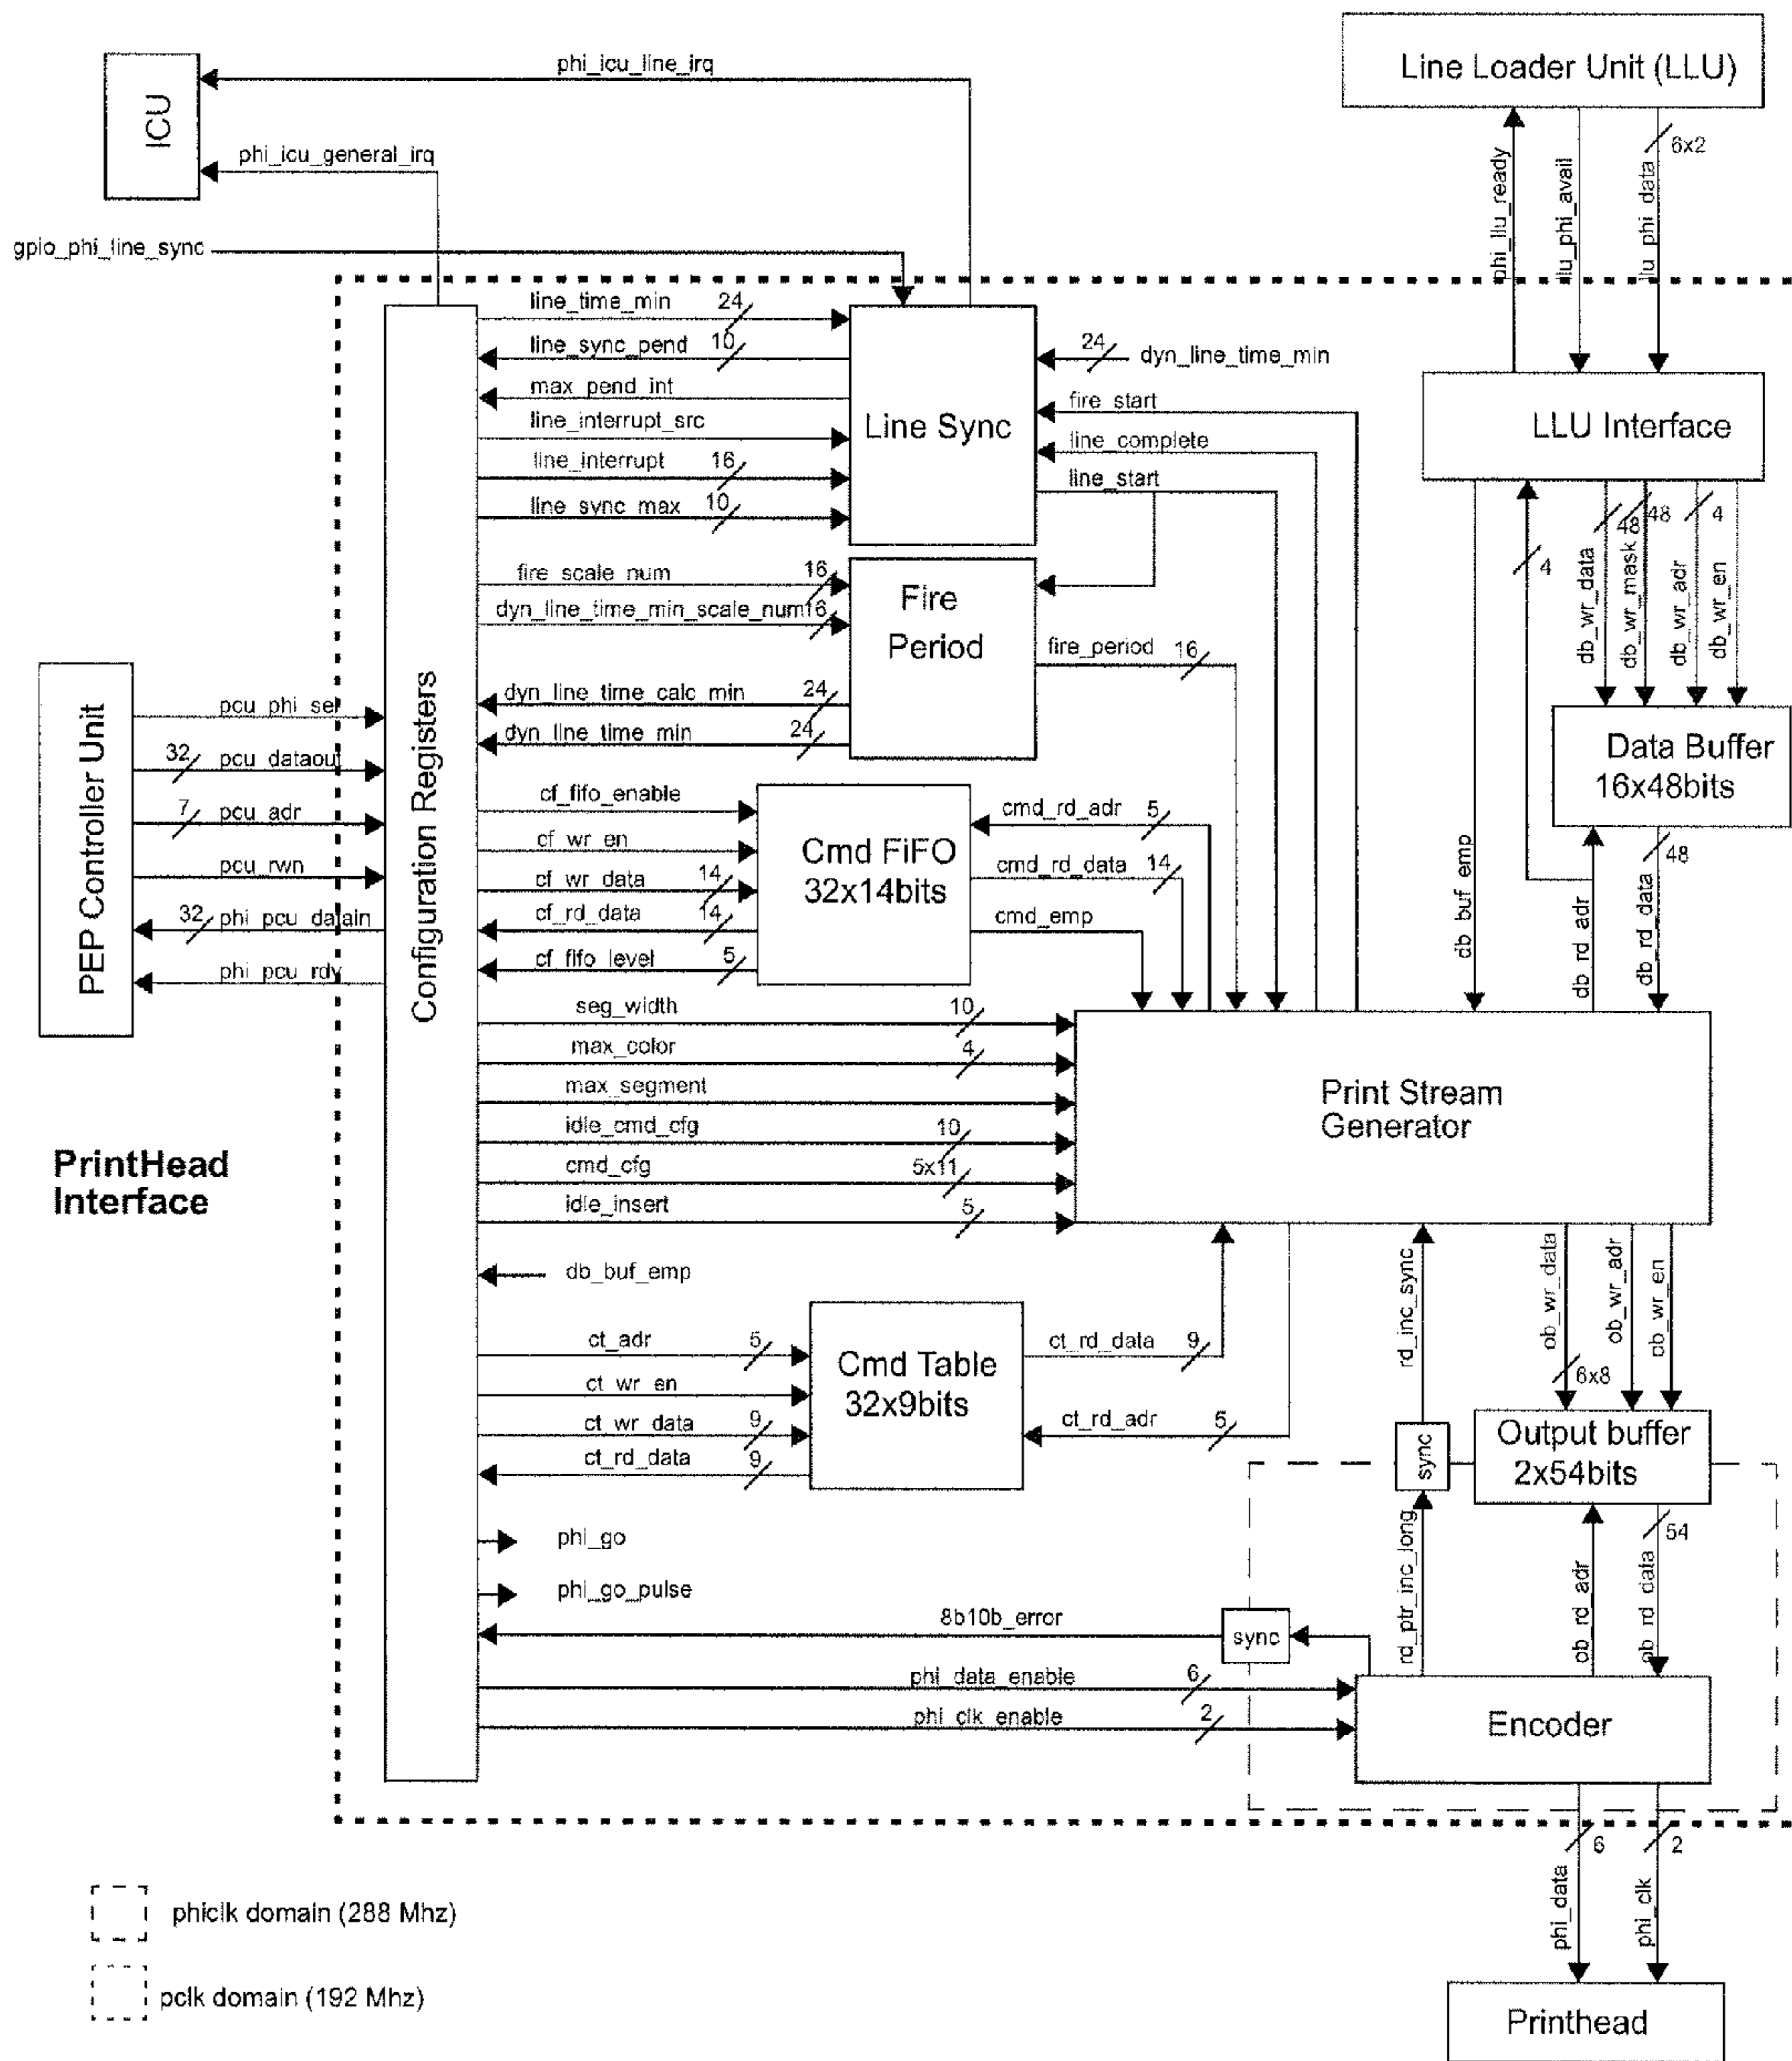 Line Loader Unit (LLU)
ICU
phi_icu_line_irq
phi_icu_general_irq
gpio_phi_line_sync
phi_llu_ready
llu_phi_avail
llu_phi_data
6x2
PrintHead
Interface
PEP Controller Unit
pcu_phi_sel
32
pcu_dataout
7
pcu_adr
pcu_rwn
32
phi_pcu_datain
phi_pcu_rdy
Configuration Registers
line_time_min
24
line_sync_pend
10
max_pend_int
line_interrupt_src
line_interrupt
16
line_sync_max
10
Line Sync
24
dyn_line_time_min
fire_start
line_complete
line_start
LLU Interface
4
48
48
4
db_wr_data
db_wr_mask
db_wr_adr
db_wr_en
fire_scale_num
16
dyn_line_time_min_scale_num
16
dyn_line_time_calc_min
24
dyn_line_time_min
24
Fire
Period
fire_period
16
Data Buffer
16x48bits
48
db_buf_emp
db_rd_adr
db_rd_data
cf_fifo_enable
cf_wr_en
cf_wr_data
14
cf_rd_data
14
cf_fifo_level
5
Cmd FiFO
32x14bits
cmd_rd_adr
5
cmd_rd_data
14
cmd_emp
seg_width
10
max_color
4
max_segment
idle_cmd_cfg
10
cmd_cfg
5x11
idle_insert
5
Print Stream
Generator
db_buf_emp
ct_adr
5
ct_wr_en
ct_wr_data
9
ct_rd_data
9
Cmd Table
32x9bits
ct_rd_data
9
ct_rd_adr
5
rd_inc_sync
ob_wr_data
ob_wr_adr
ob_wr_en
6x8
sync
Output buffer
2x54bits
54
rd_ptr_inc_long
ob_rd_adr
ob_rd_data
phi_go
phi_go_pulse
8b10b_error
sync
phi_data_enable
6
phi_clk_enable
2
Encoder
6
2
phi_data
phi_clk
Printhead
phiclk domain (288 Mhz)
pclk domain (192 Mhz)